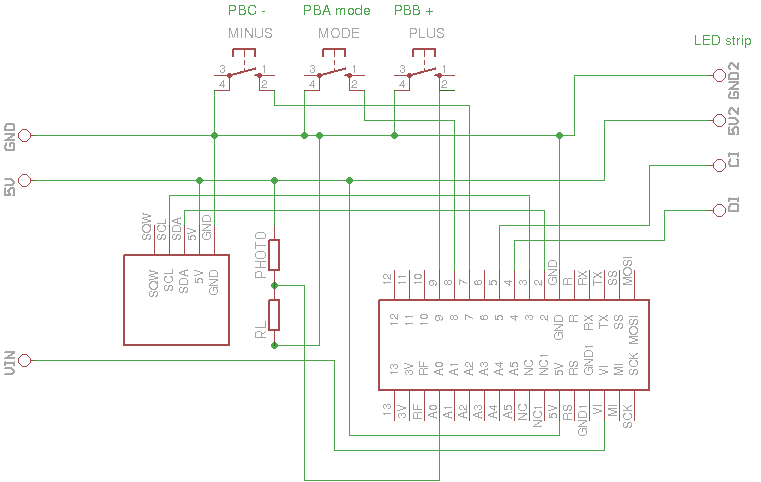 PBC - PBA mode PBB +
MINUS MODE PLUS
LED strip
3 1 3 1 3 1
4 2 4 2 4 2
GND2
GND
5V2
5V
CI
DI
SQW SCL SDA 5V GND
SQW SCL SDA 5V GND
PHOTO
RL
VIN
12 11 10 9 8 7 6 5 4 3 2 GND R RX TX SS MOSI
12 11 10 9 8 7 6 5 4 3 2 GND R RX TX SS MOSI
13 3V RF A0 A1 A2 A3 A4 A5 NC NC1 5V RS GND1 VI MI SCK
13 3V RF A0 A1 A2 A3 A4 A5 NC NC1 5V RS GND1 VI MI SCK